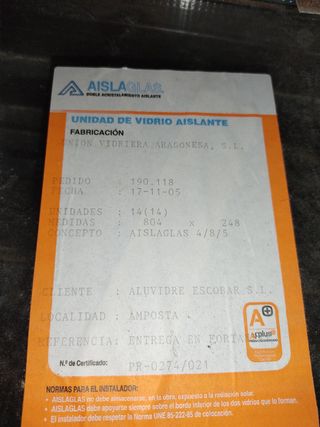 AISLAGLAS
DOBLE ACRISTALAMIENTO AISLANTE
UNIDAD DE VIDRIO AISLANTE
FABRICACIÓN
UNION VIDRIERA ARAGONESA, S.L.
PEDIDO : 190.118
FECHA : 17-11-05
UNIDADES : 14(14)
MEDIDAS : 804 x 248
CONCEPTO : AISLAGLAS 4/8/5
CLIENTE : ALUVIDRE ESCOBAR S.L.
LOCALIDAD : AMPOSTA
REFERENCIA: ENTREGA EN
N.º de Certificado: PR-0274/021
A+
NORMAS PARA EL INSTALADOR:
• AISLAGLAS no debe almacenarse, en la obra, expuesto a la radiación solar.
• AISLAGLAS debe apoyarse siempre sobre el borde interior de los dos vidrios que lo forman.
• El instalador debe respetar la Norma UNE 85-222-85 de colocación.